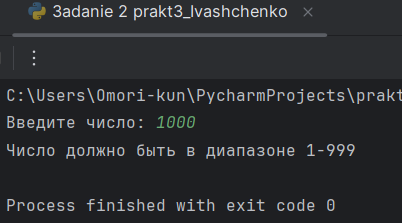 Zadanie 2 prakt3_Ivashchenko
C:\Users\Omori-kun\PycharmProjects\prakt
Введите число: 1000
Число должно быть в диапазоне 1-999
Process finished with exit code 0